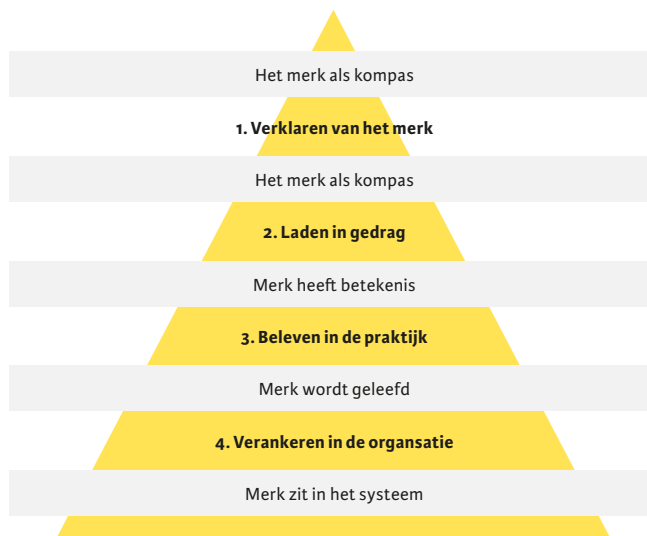 Het merk als kompas
1. Verklaren van het merk
Het merk als kompas
2. Laden in gedrag
Merk heeft betekenis
3. Beleven in de praktijk
Merk wordt geleefd
4. Verankeren in de organsatie
Merk zit in het systeem